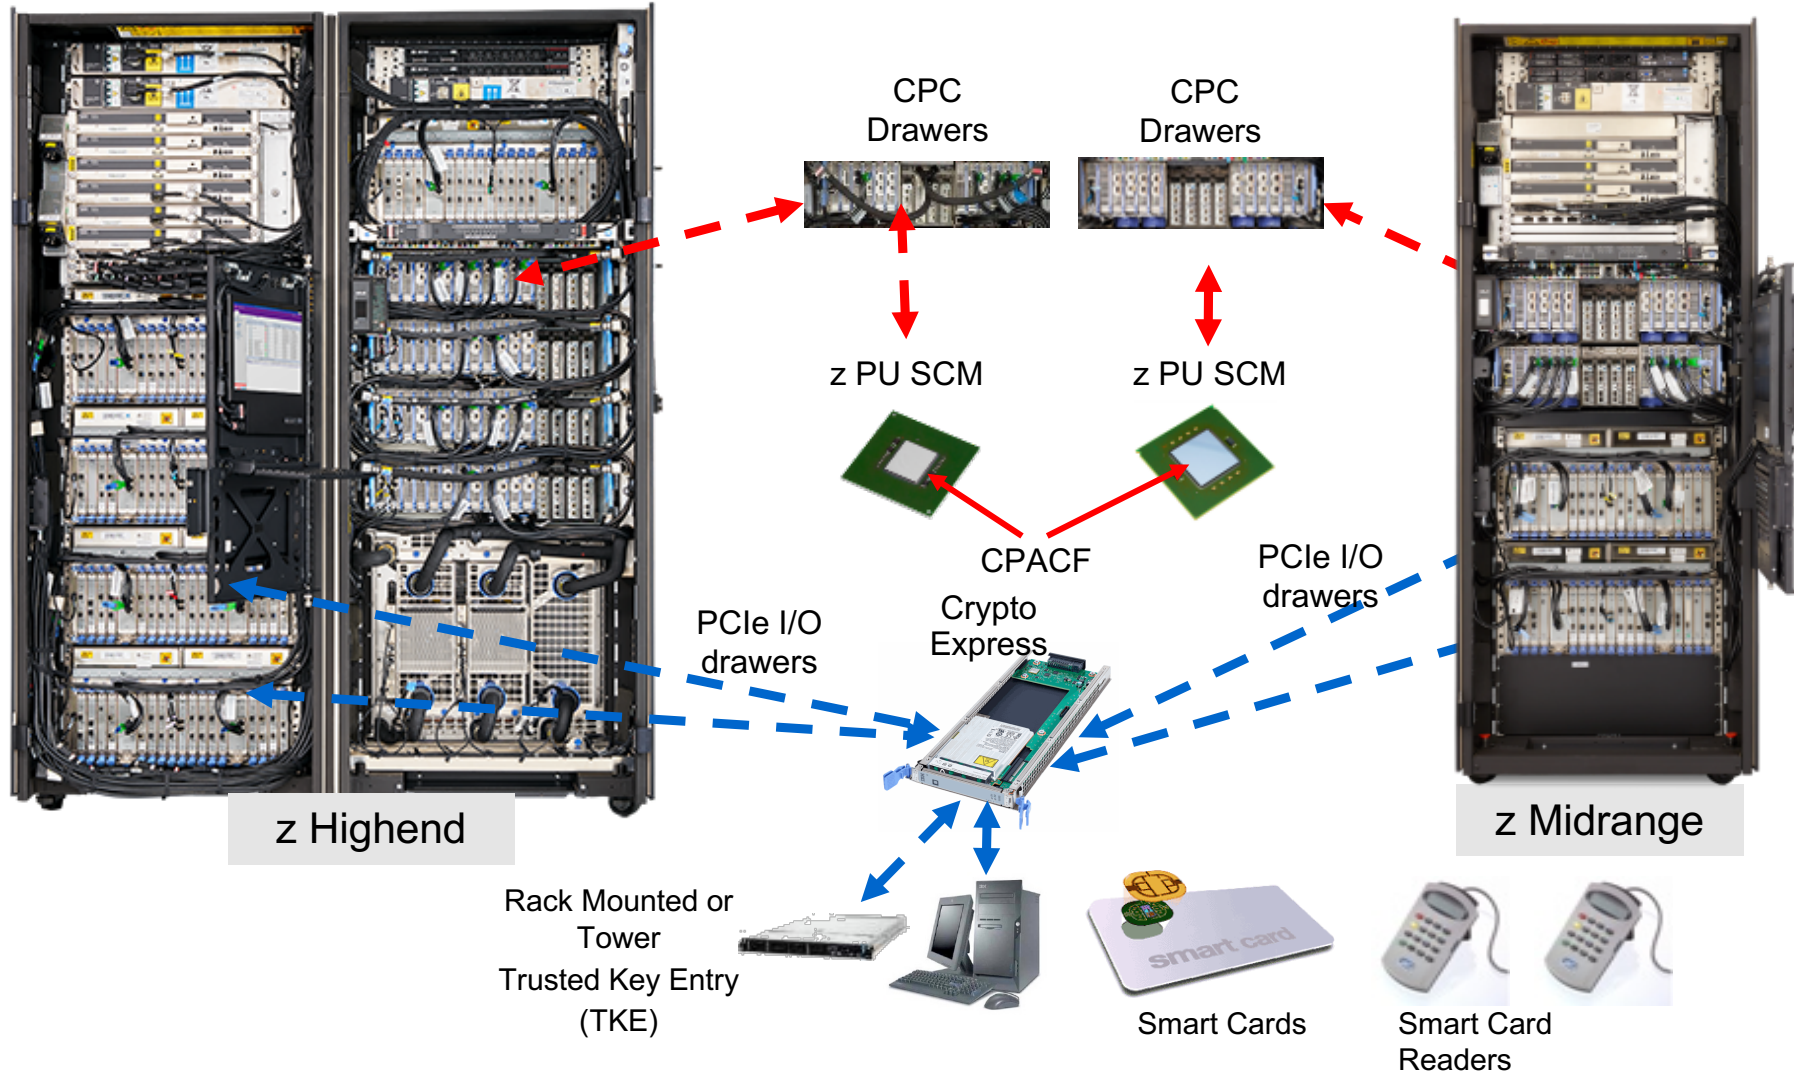 CPC
Drawers
CPC
Drawers
z PU SCM
z PU SCM
CPACF
PCIe I/O
drawers
Crypto
Express
PCIe I/O
drawers
z Highend
z Midrange
Rack Mounted or
Tower
Trusted Key Entry
(TKE)
smart card
Smart Cards
Smart Card
Readers